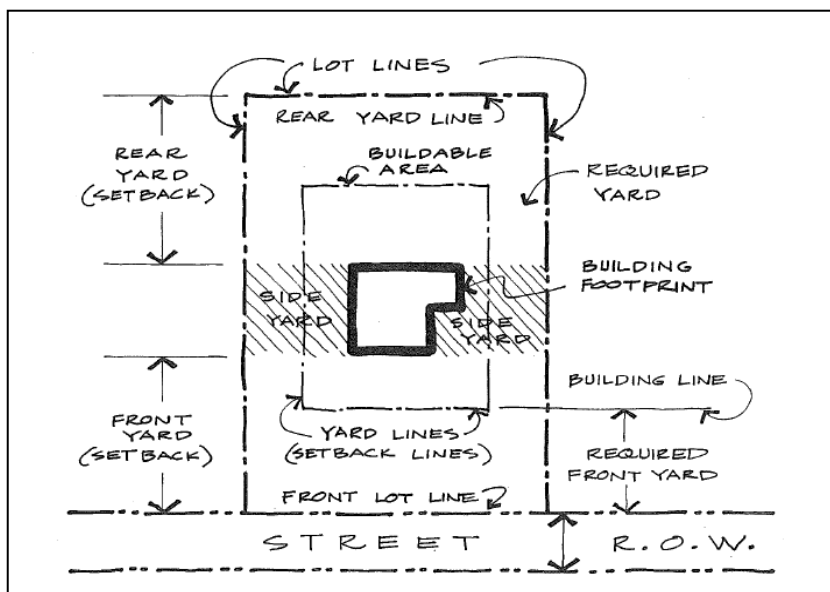 LOT LINES
REAR YARD LINE
REAR
YARD
(SETBACK)
BUILDABLE
AREA
REQUIRED
YARD
BUILDING
FOOTPRINT
SIDE
YARD
SIDE
YARD
BUILDING LINE
FRONT
YARD
(SETBACK)
YARD LINES
(SETBACK LINES)
REQUIRED
FRONT YARD
FRONT LOT LINE
STREET
R.O.W.